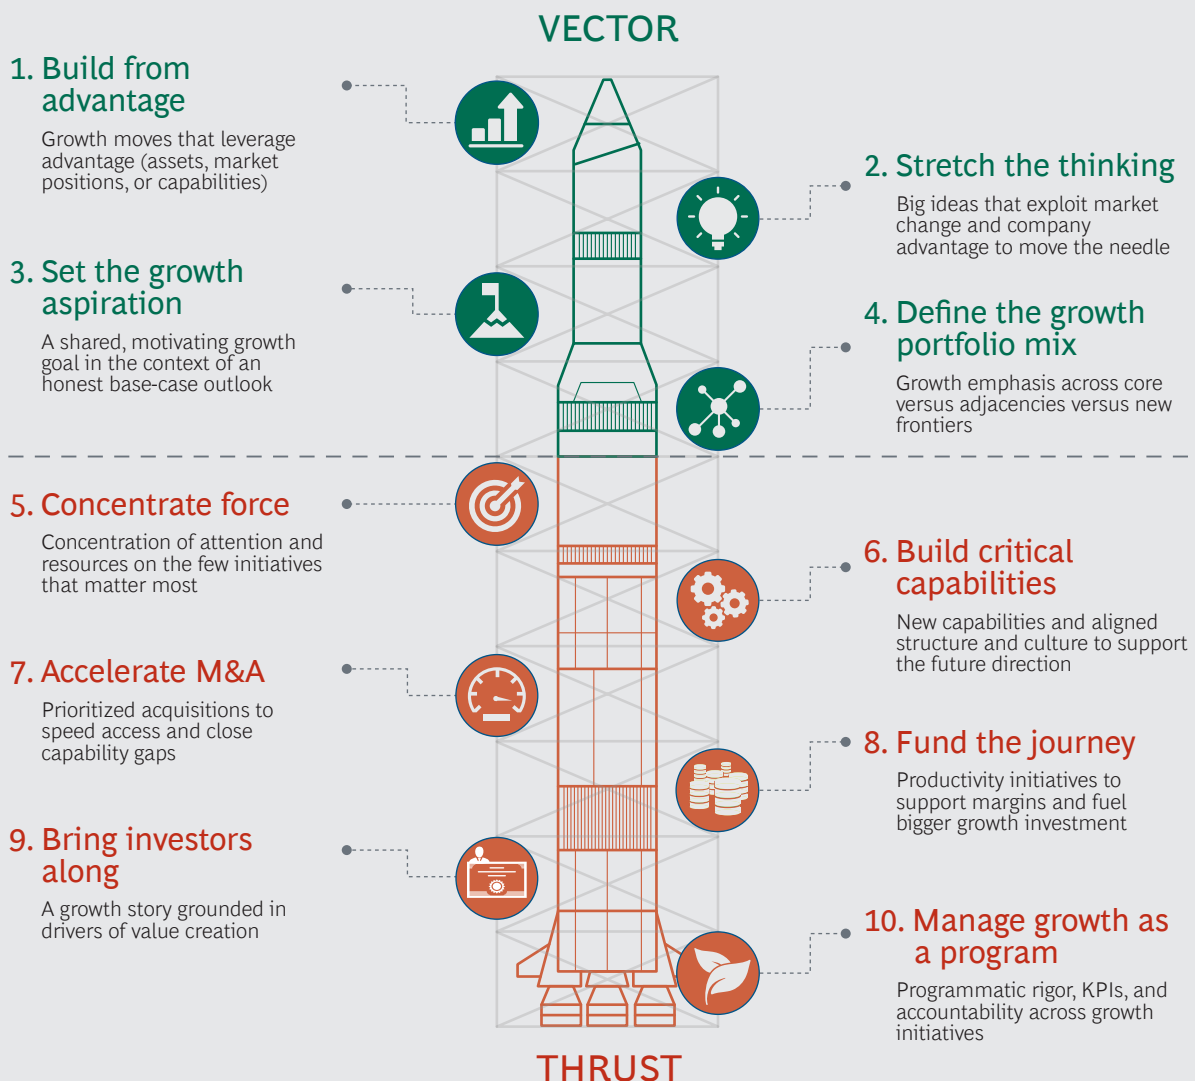 VECTOR
1. Build from
advantage
Growth moves that leverage
advantage (assets, market
positions, or capabilities)
2. Stretch the thinking
Big ideas that exploit market
change and company
advantage to move the needle
3. Set the growth
aspiration
A shared, motivating growth
goal in the context of an
honest base-case outlook
4. Define the growth
portfolio mix
Growth emphasis across core
versus adjacencies versus new
frontiers
5. Concentrate force
Concentration of attention and
resources on the few initiatives
that matter most
6. Build critical
capabilities
New capabilities and aligned
structure and culture to support
the future direction
7. Accelerate M&A
Prioritized acquisitions to
speed access and close
capability gaps
8. Fund the journey
Productivity initiatives to
support margins and fuel
bigger growth investment
9. Bring investors
along
A growth story grounded in
drivers of value creation
10. Manage growth as
a program
Programmatic rigor, KPIs, and
accountability across growth
initiatives
THRUST